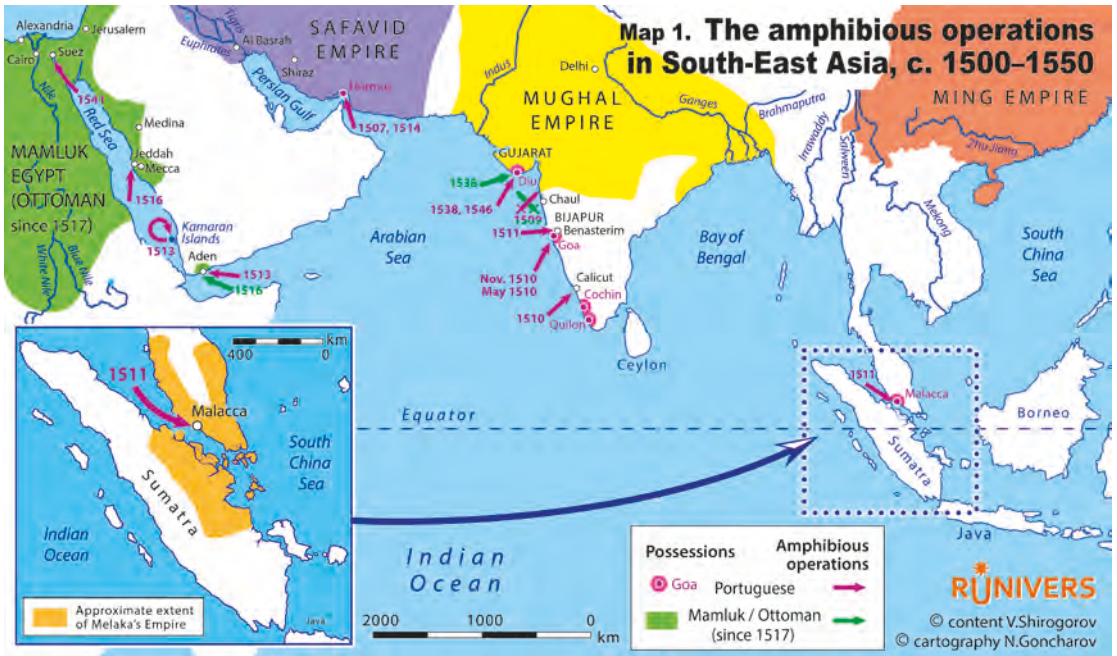 Map 1. The amphibious operations
in South-East Asia, c. 1500–1550
Alexandria
Jerusalem
Cairo
Suez
Nile
1541
Red Sea
Tigris
Euphrates
Al Basrah
SAFAVID
EMPIRE
Shiraz
Persian Gulf
Hormuz
1507, 1514
Medina
Jeddah
Mecca
1516
MAMLUK
EGYPT
(OTTOMAN
since 1517)
White Nile
Blue Nile
1513
Kamaran
Islands
Aden
1513
1516
Indus
Delhi
MUGHAL
EMPIRE
Ganges
Brahmaputra
Irrawaddy
Salween
MING EMPIRE
Zhu Jiang
Mekong
GUJARAT
1538
Diu
1538, 1546
1509
Chaul
BIJAPUR
1511
Benasterim
Goa
Nov. 1510
May 1510
Calicut
Cochin
1510
Quilon
Ceylon
Arabian
Sea
Bay of
Bengal
South
China
Sea
Equator
1511
Malacca
Sumatra
Borneo
Java
Indian
Ocean
km
400
0
1511
Malacca
Sumatra
South
China
Sea
Indian
Ocean
Approximate extent
of Melaka's Empire
Java
2000
1000
0
km
Possessions
Amphibious
operations
Goa
Portuguese
Mamluk / Ottoman
(since 1517)
RUNIVERS
© content V.Shirogorov
© cartography N.Goncharov